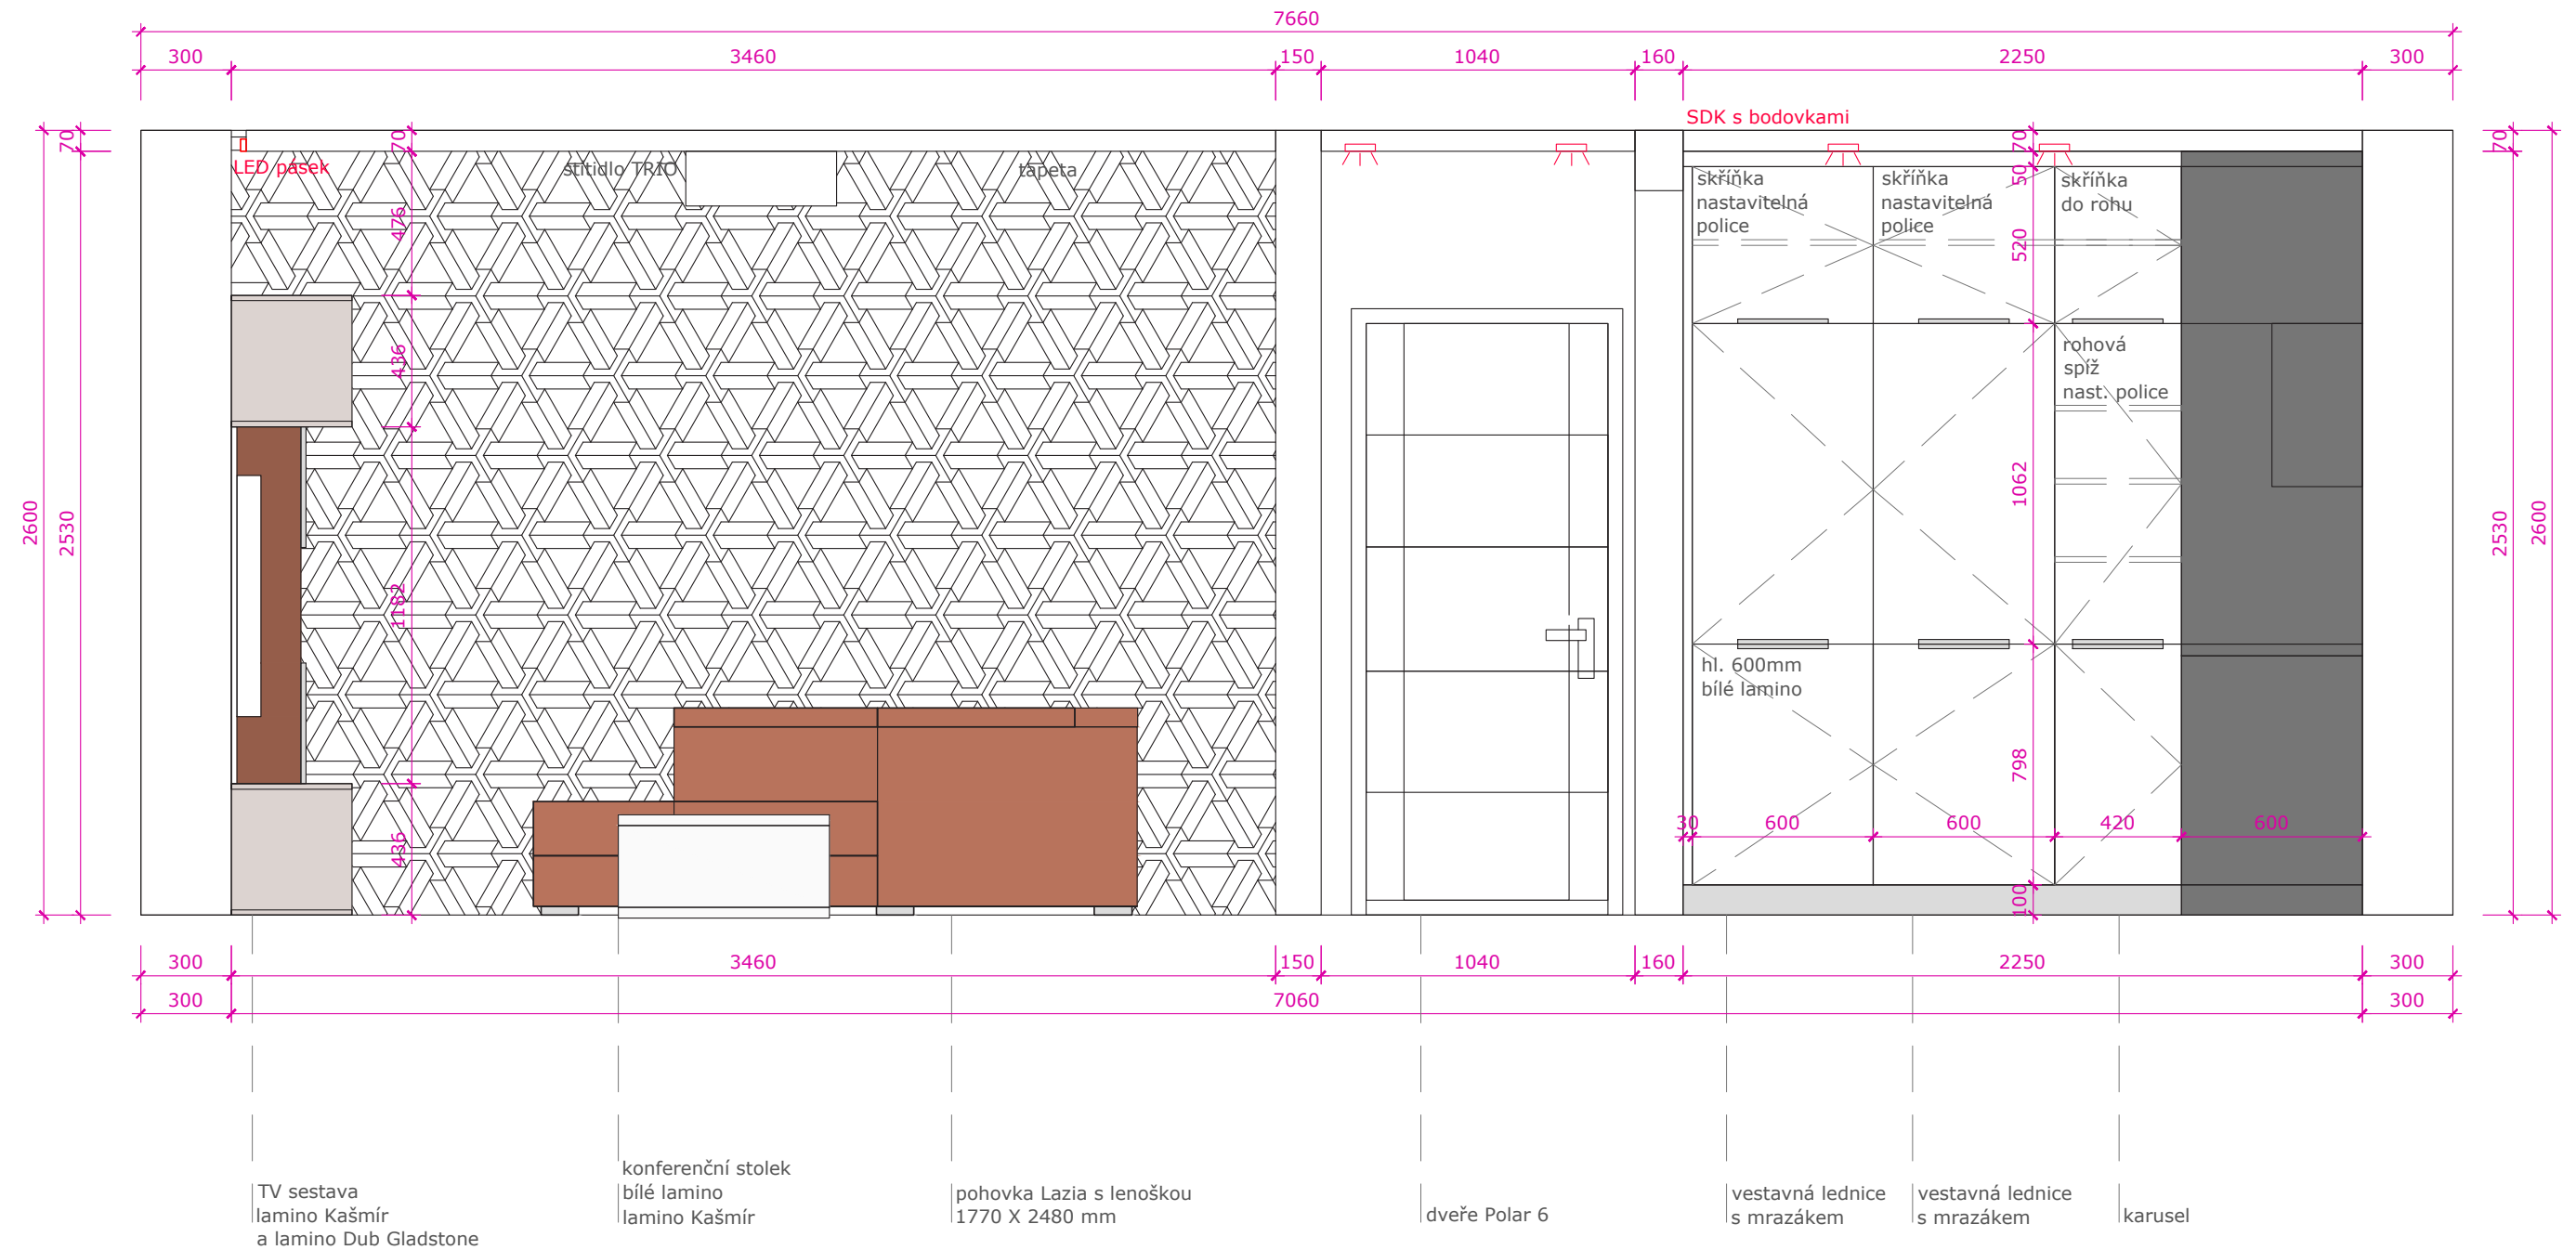 7660
300 3460 150 1040 160 2250 300
SDK s bodovkami
LED pásek
stítidlo TRIO
tapeta
70
70
70
70
50
476
520
436
1062
1182
798
436
100
2600
2530
2530
2600
skříňka
nastavitelná
police
skříňka
nastavitelná
police
skříňka
do rohu
rohová
spíž
nast. police
hl. 600mm
bílé lamino
30 600 600 420 600
300 3460 150 1040 160 2250 300
300 7060 300
TV sestava
lamino Kašmír
a lamino Dub Gladstone
konferenční stolek
bílé lamino
lamino Kašmír
pohovka Lazia s lenoškou
1770 X 2480 mm
dveře Polar 6
vestavná lednice
s mrazákem
vestavná lednice
s mrazákem
karusel